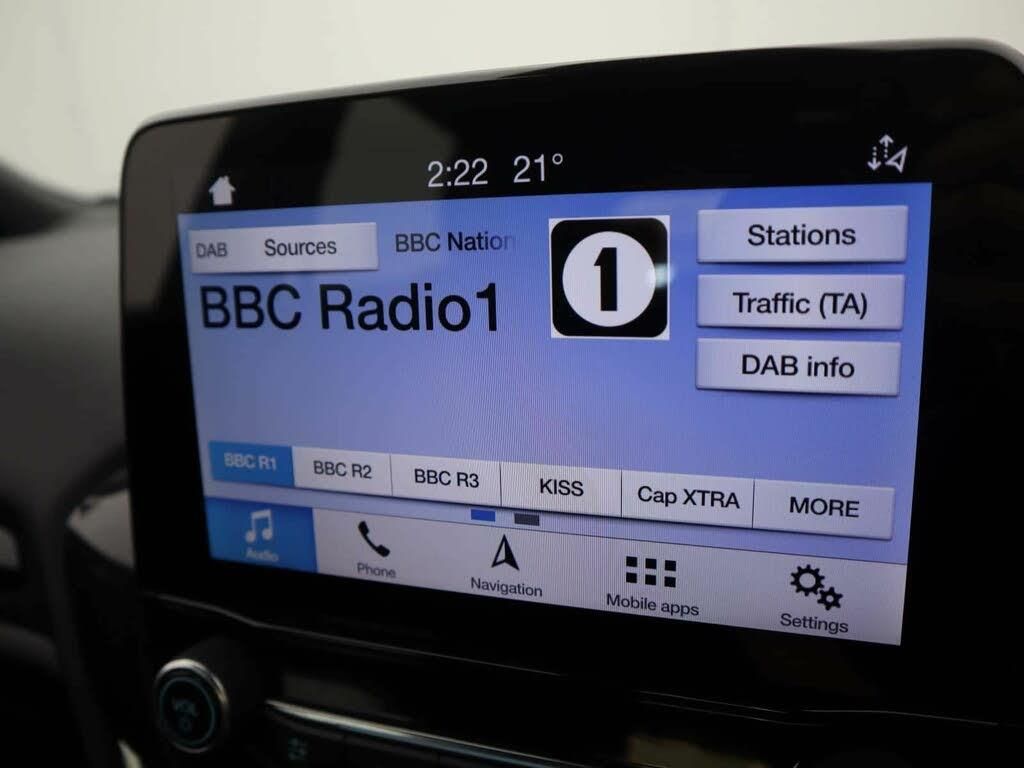 2:22 21°
DAB Sources
BBC Nation
1
Stations
BBC Radio1
Traffic (TA)
DAB info
BBC R1
BBC R2
BBC R3
KISS
Cap XTRA
MORE
Audio
Phone
Navigation
Mobile apps
Settings
VOL